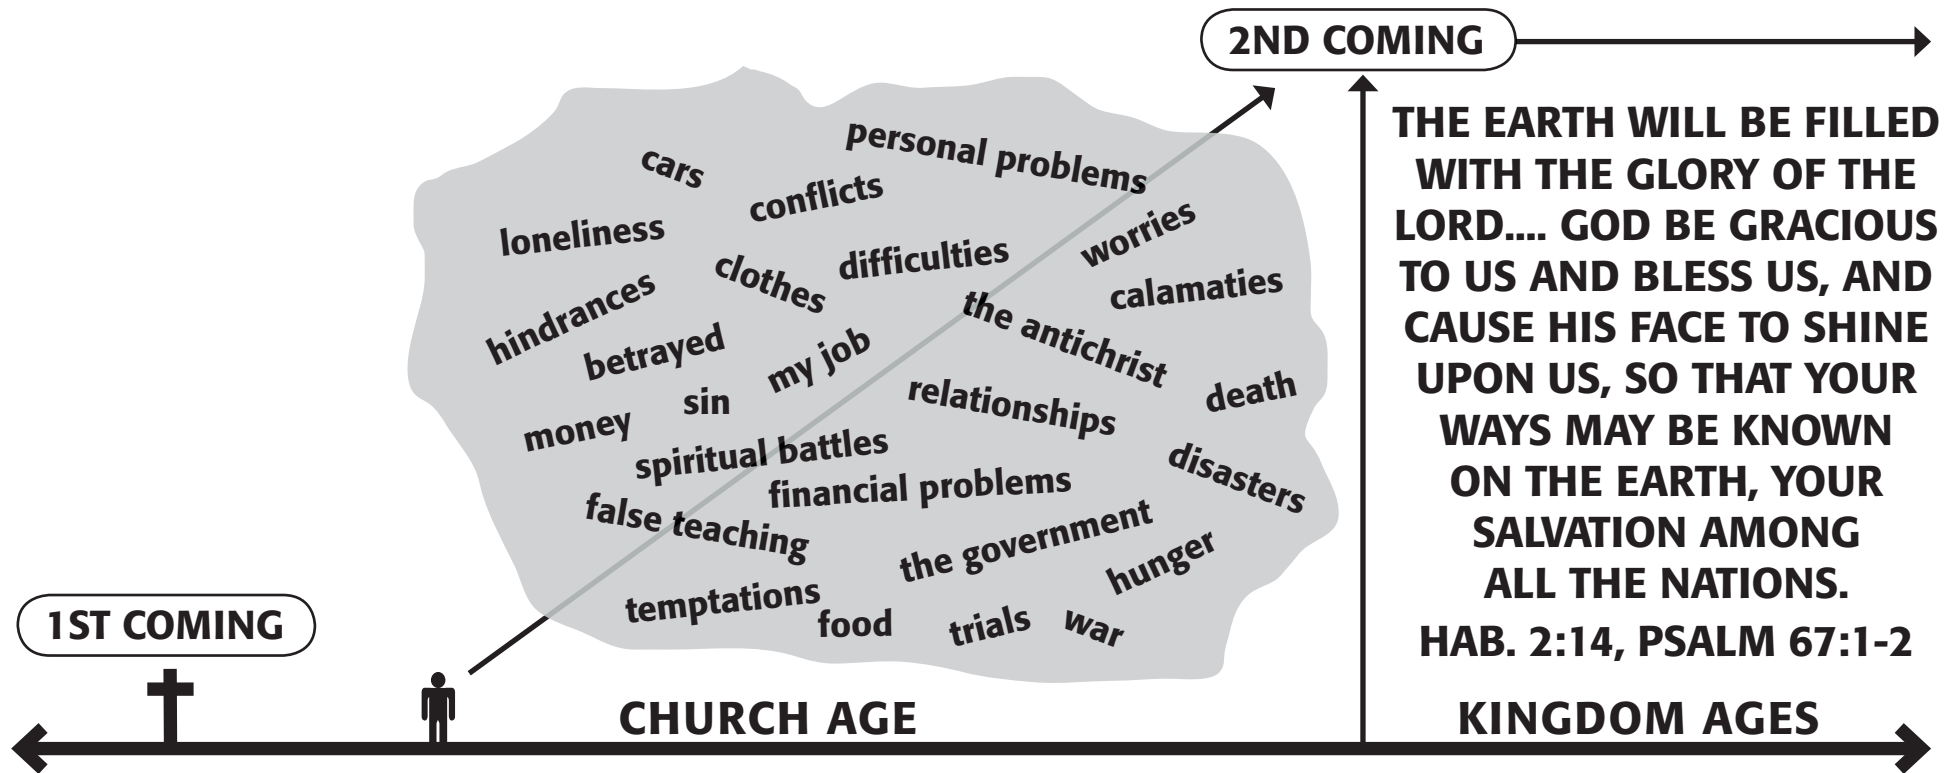 2ND COMING
THE EARTH WILL BE FILLED
WITH THE GLORY OF THE
LORD.... GOD BE GRACIOUS
TO US AND BLESS US, AND
CAUSE HIS FACE TO SHINE
UPON US, SO THAT YOUR
WAYS MAY BE KNOWN
ON THE EARTH, YOUR
SALVATION AMONG
ALL THE NATIONS.
HAB. 2:14, PSALM 67:1-2
personal problems
cars
conflicts
loneliness
worries
difficulties
clothes
calamaties
hindrances
the antichrist
betrayed
my job
death
relationships
sin
money
spiritual battles
disasters
financial problems
false teaching
the government
hunger
temptations
food
trials
war
1ST COMING
CHURCH AGE
KINGDOM AGES